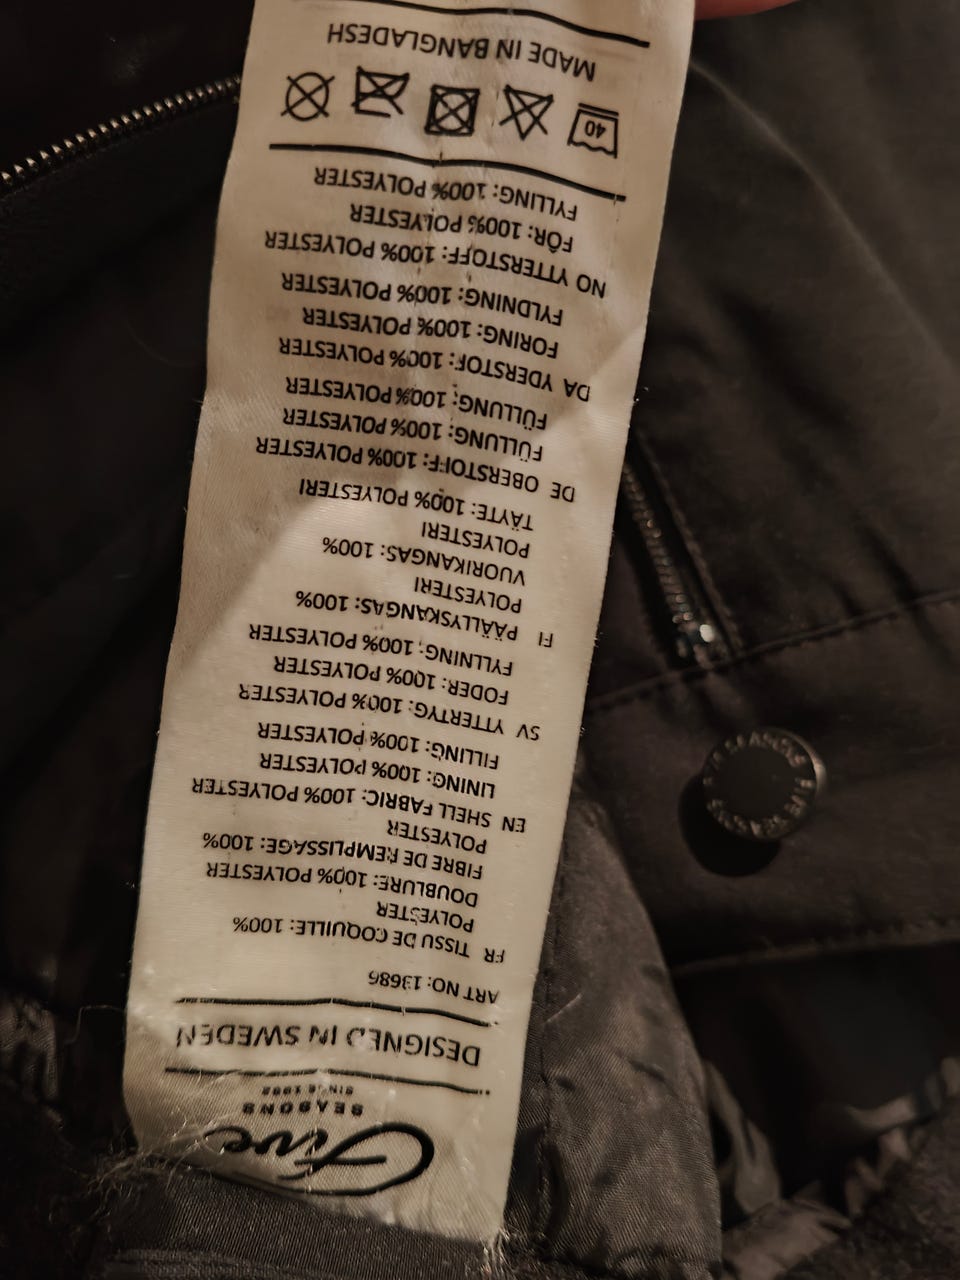 Five
SEASONS
SINCE 1982
DESIGNED IN SWEDEN
ART NO: 13686
FR TISSU DE COQUILLE: 100%
POLYESTER
DOUBLURE: 100% POLYESTER
FIBRE DE REMPLISSAGE: 100%
POLYESTER
EN SHELL FABRIC: 100% POLYESTER
LINING: 100% POLYESTER
FILLING: 100% POLYESTER
SV YTTERTYG: 100% POLYESTER
FODER: 100% POLYESTER
FYLLNING: 100% POLYESTER
FI PÄÄLLYSKANGAS: 100%
POLYESTERI
VUORIKANGAS: 100%
POLYESTERI
TÄYTE: 100% POLYESTERI
DE OBERSTOFF: 100% POLYESTER
FÜLLUNG: 100% POLYESTER
FÜLLUNG: 100% POLYESTER
DA YDERSTOF: 100% POLYESTER
FORING: 100% POLYESTER
FYLDNING: 100% POLYESTER
NO YTTERSTOFF: 100% POLYESTER
FÔR: 100% POLYESTER
FYLLING: 100% POLYESTER
40
MADE IN BANGLADESH
FIVE SEASONS